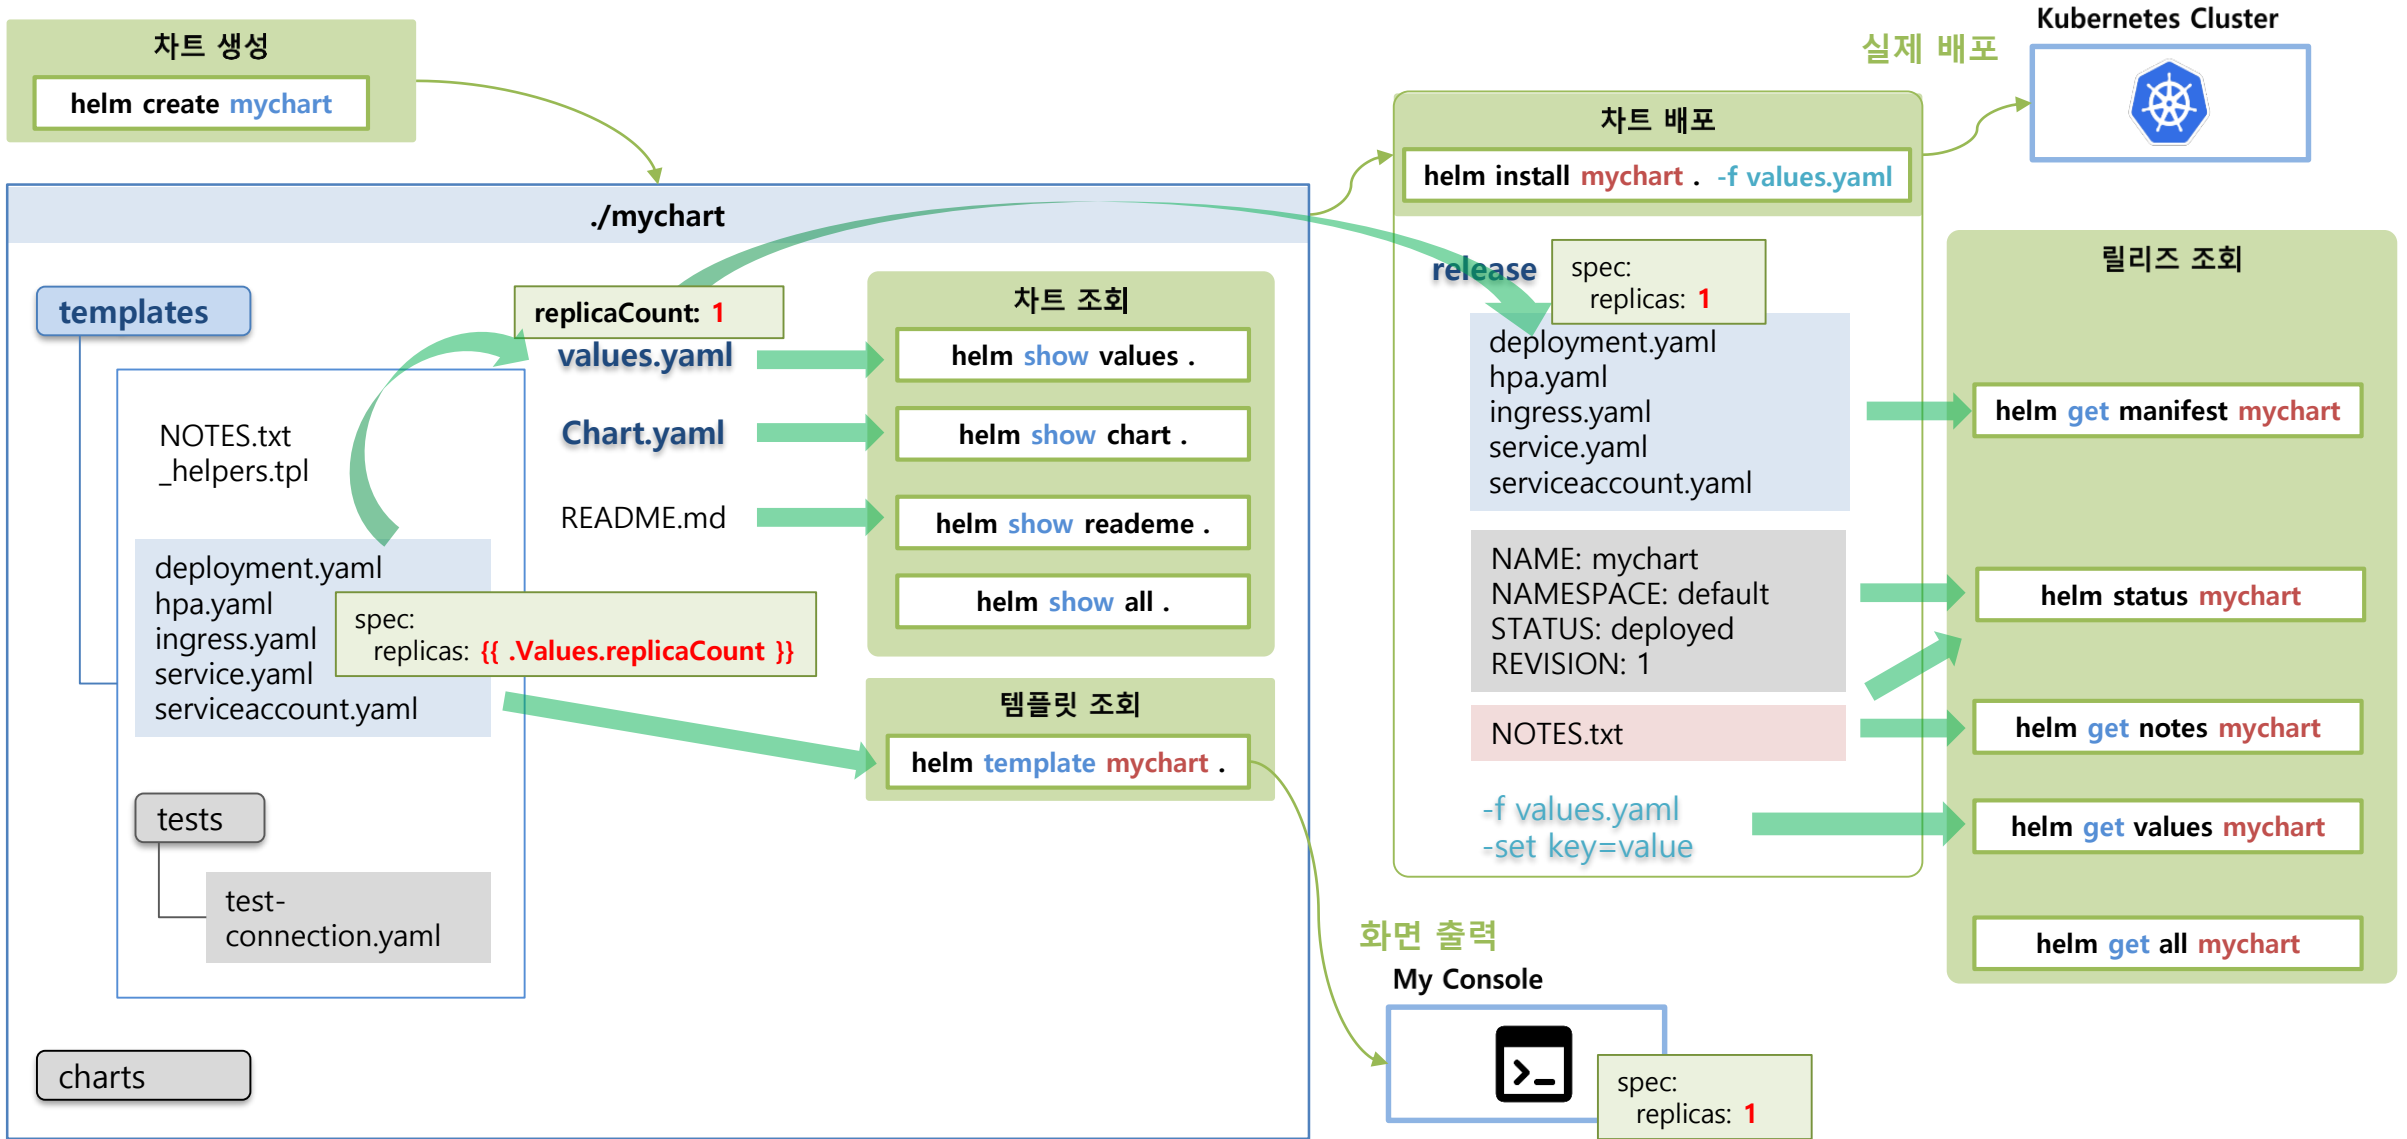 차트 생성
helm create mychart
./mychart
templates
NOTES.txt
_helpers.tpl
deployment.yaml
hpa.yaml
ingress.yaml
service.yaml
serviceaccount.yaml
spec:
replicas: {{ .Values.replicaCount }}
tests
test-
connection.yaml
charts
replicaCount: 1
values.yaml
Chart.yaml
README.md
차트 조회
helm show values .
helm show chart .
helm show reademe .
helm show all .
템플릿 조회
helm template mychart .
차트 배포
helm install mychart . -f values.yaml
release
spec:
replicas: 1
deployment.yaml
hpa.yaml
ingress.yaml
service.yaml
serviceaccount.yaml
NAME: mychart
NAMESPACE: default
STATUS: deployed
REVISION: 1
NOTES.txt
-f values.yaml
-set key=value
화면 출력
My Console
spec:
replicas: 1
실제 배포
Kubernetes Cluster
릴리즈 조회
helm get manifest mychart
helm status mychart
helm get notes mychart
helm get values mychart
helm get all mychart